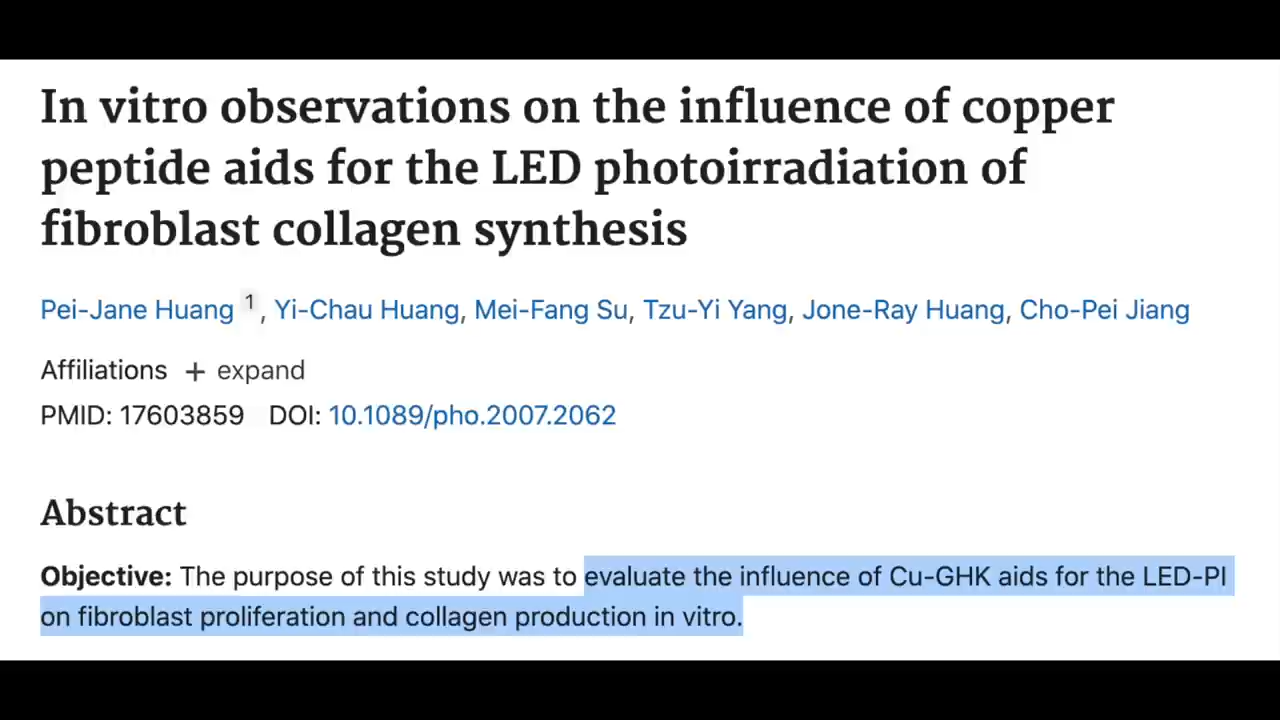 In vitro observations on the influence of copper
peptide aids for the LED photoirradiation of
fibroblast collagen synthesis
Pei-Jane Huang 1, Yi-Chau Huang, Mei-Fang Su, Tzu-Yi Yang, Jone-Ray Huang, Cho-Pei Jiang
Affiliations + expand
PMID: 17603859 DOI: 10.1089/pho.2007.2062
Abstract
Objective: The purpose of this study was to evaluate the influence of Cu-GHK aids for the LED-PI
on fibroblast proliferation and collagen production in vitro.